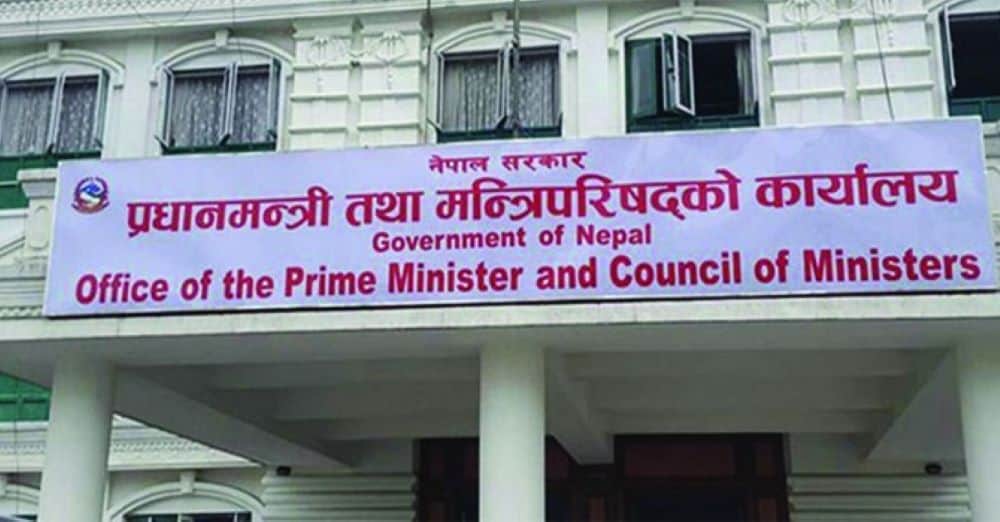 नेपाल सरकार
प्रधानमन्त्री तथा मन्त्रिपरिषद्को कार्यालय
Government of Nepal
Office of the Prime Minister and Council of Ministers